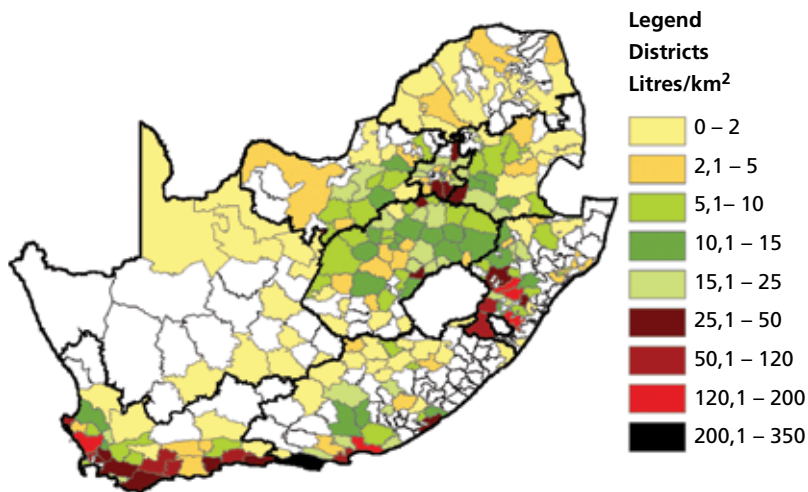 Legend
Districts
Litres/km²
0 – 2
2,1 – 5
5,1– 10
10,1 – 15
15,1 – 25
25,1 – 50
50,1 – 120
120,1 – 200
200,1 – 350